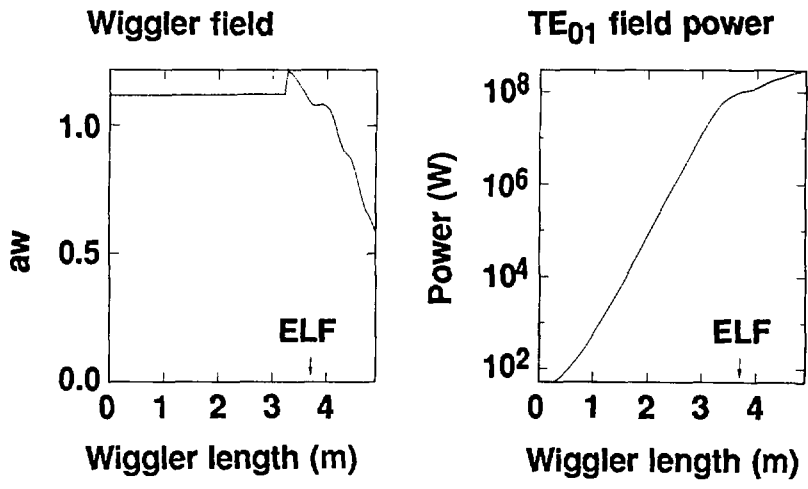 Wiggler field
1.0
0.5
0.0
aw
ELF
0 1 2 3 4
Wiggler length (m)
TE01 field power
10^8
10^6
10^4
10^2
Power (W)
ELF
0 1 2 3 4
Wiggler length (m)